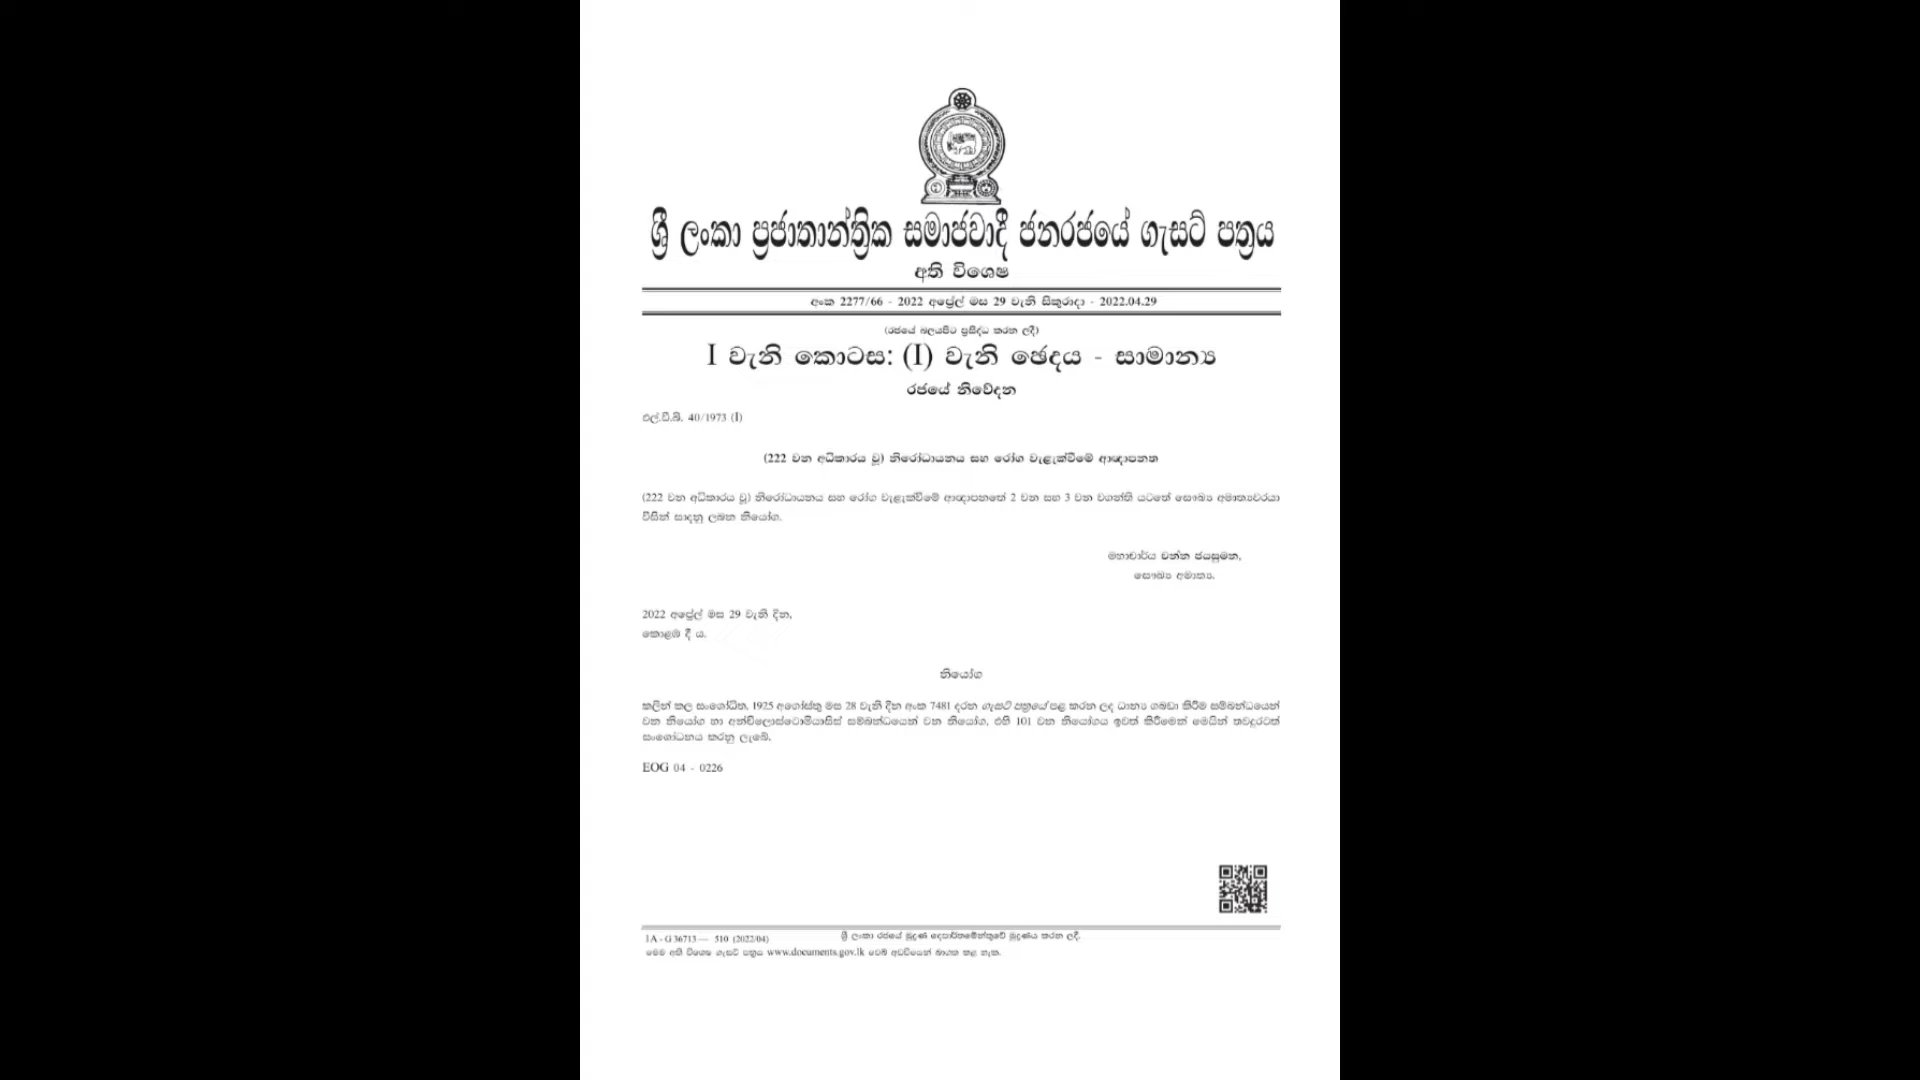 ශ්‍රී ලංකා ප්‍රජාතාන්ත්‍රික සමාජවාදී ජනරජයේ ගැසට් පත්‍රය
අති විශෙෂ
අංක 2277/66 - 2022 අප්‍රේල් මස 29 වැනි සිකුරාදා - 2022.04.29
(රජයේ බලයපිට ප්‍රසිද්ධ කරන ලදී)
I වැනි කොටස: (I) වැනි ඡෙදය - සාමාන්‍ය
රජයේ නිවේදන
එල්.ඩී.බී. 40/1973 (I)
(222 වන අධිකාරය වූ) නිරෝධායනය සහ රෝග වැළැක්වීමේ ආඥාපනත
(222 වන අධිකාරය වූ) නිරෝධායනය සහ රෝග වැළැක්වීමේ ආඥාපනතේ 2 වන සහ 3 වන වගන්ති යටතේ සෞඛ්‍ය අමාත්‍යවරයා
විසින් සාදනු ලබන නියෝග.
මහාචාර්ය චන්න ජයසුමන,
සෞඛ්‍ය අමාත්‍ය.
2022 අප්‍රේල් මස 29 වැනි දින,
කොළඹ දී ය.
නියෝග
කලින් කල සංශෝධිත, 1925 අගෝස්තු මස 28 වැනි දින අංක 7481 දරන ගැසට් පත්‍රයේ පළ කරන ලද ධාන්‍ය ගබඩා කිරීම සම්බන්ධයෙන්
වන නියෝග හා අන්චිලොස්ටොමියාසිස් සම්බන්ධයෙන් වන නියෝග, එහි 101 වන නියෝගය ඉවත් කිරීමෙන් මෙයින් තවදුරටත්
සංශෝධනය කරනු ලැබේ.
EOG 04 - 0226
1A - G 36713 — 510 (2022/04)
ශ්‍රී ලංකා රජයේ මුද්‍රණ දෙපාර්තමේන්තුවේ මුද්‍රණය කරන ලදී.
මෙම අති විශෙෂ ගැසට් පත්‍රය www.documents.gov.lk වෙබ් අඩවියෙන් බාගත කළ හැක.